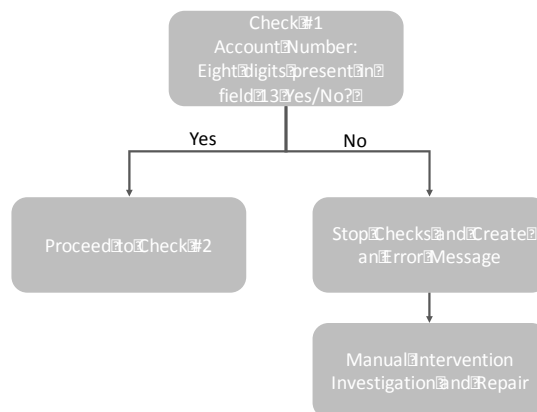 Check #1
Account Number:
Eight digits present in
field 13 Yes/No?
Yes
No
Proceed to Check #2
Stop Checks and Create
an Error Message
Manual Intervention
Investigation and Repair